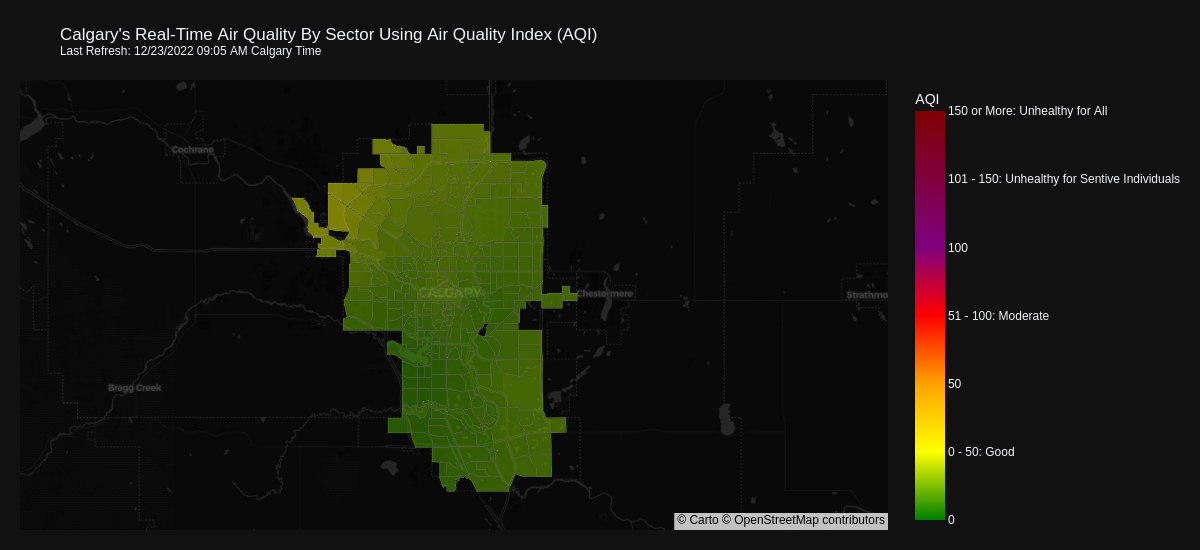 Calgary's Real-Time Air Quality By Sector Using Air Quality Index (AQI)
Last Refresh: 12/23/2022 09:05 AM Calgary Time
AQI
150 or More: Unhealthy for All
Cochrane
101 - 150: Unhealthy for Sentive Individuals
100
CALGARY
Chestermere
Strathmo
51 - 100: Moderate
50
Bragg Creek
0 - 50: Good
0
© Carto © OpenStreetMap contributors